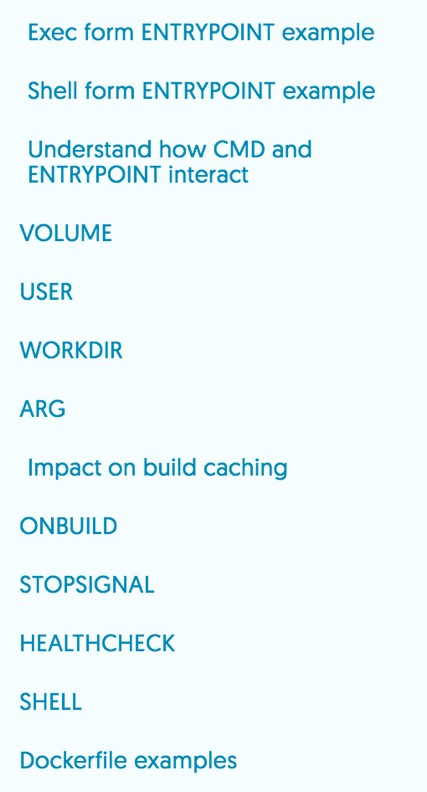 Exec form ENTRYPOINT example
Shell form ENTRYPOINT example
Understand how CMD and
ENTRYPOINT interact
VOLUME
USER
WORKDIR
ARG
Impact on build caching
ONBUILD
STOPSIGNAL
HEALTHCHECK
SHELL
Dockerfile examples